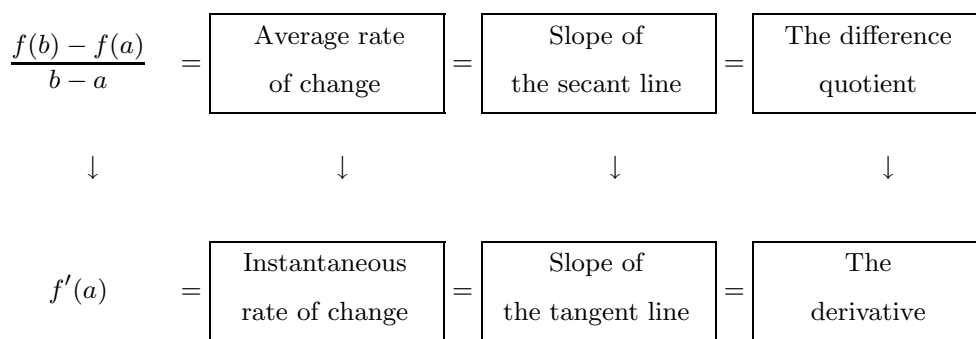 f(b) − f(a)
b − a
= Average rate of change = Slope of the secant line = The difference quotient
↓ ↓ ↓ ↓
f′(a) = Instantaneous rate of change = Slope of the tangent line = The derivative